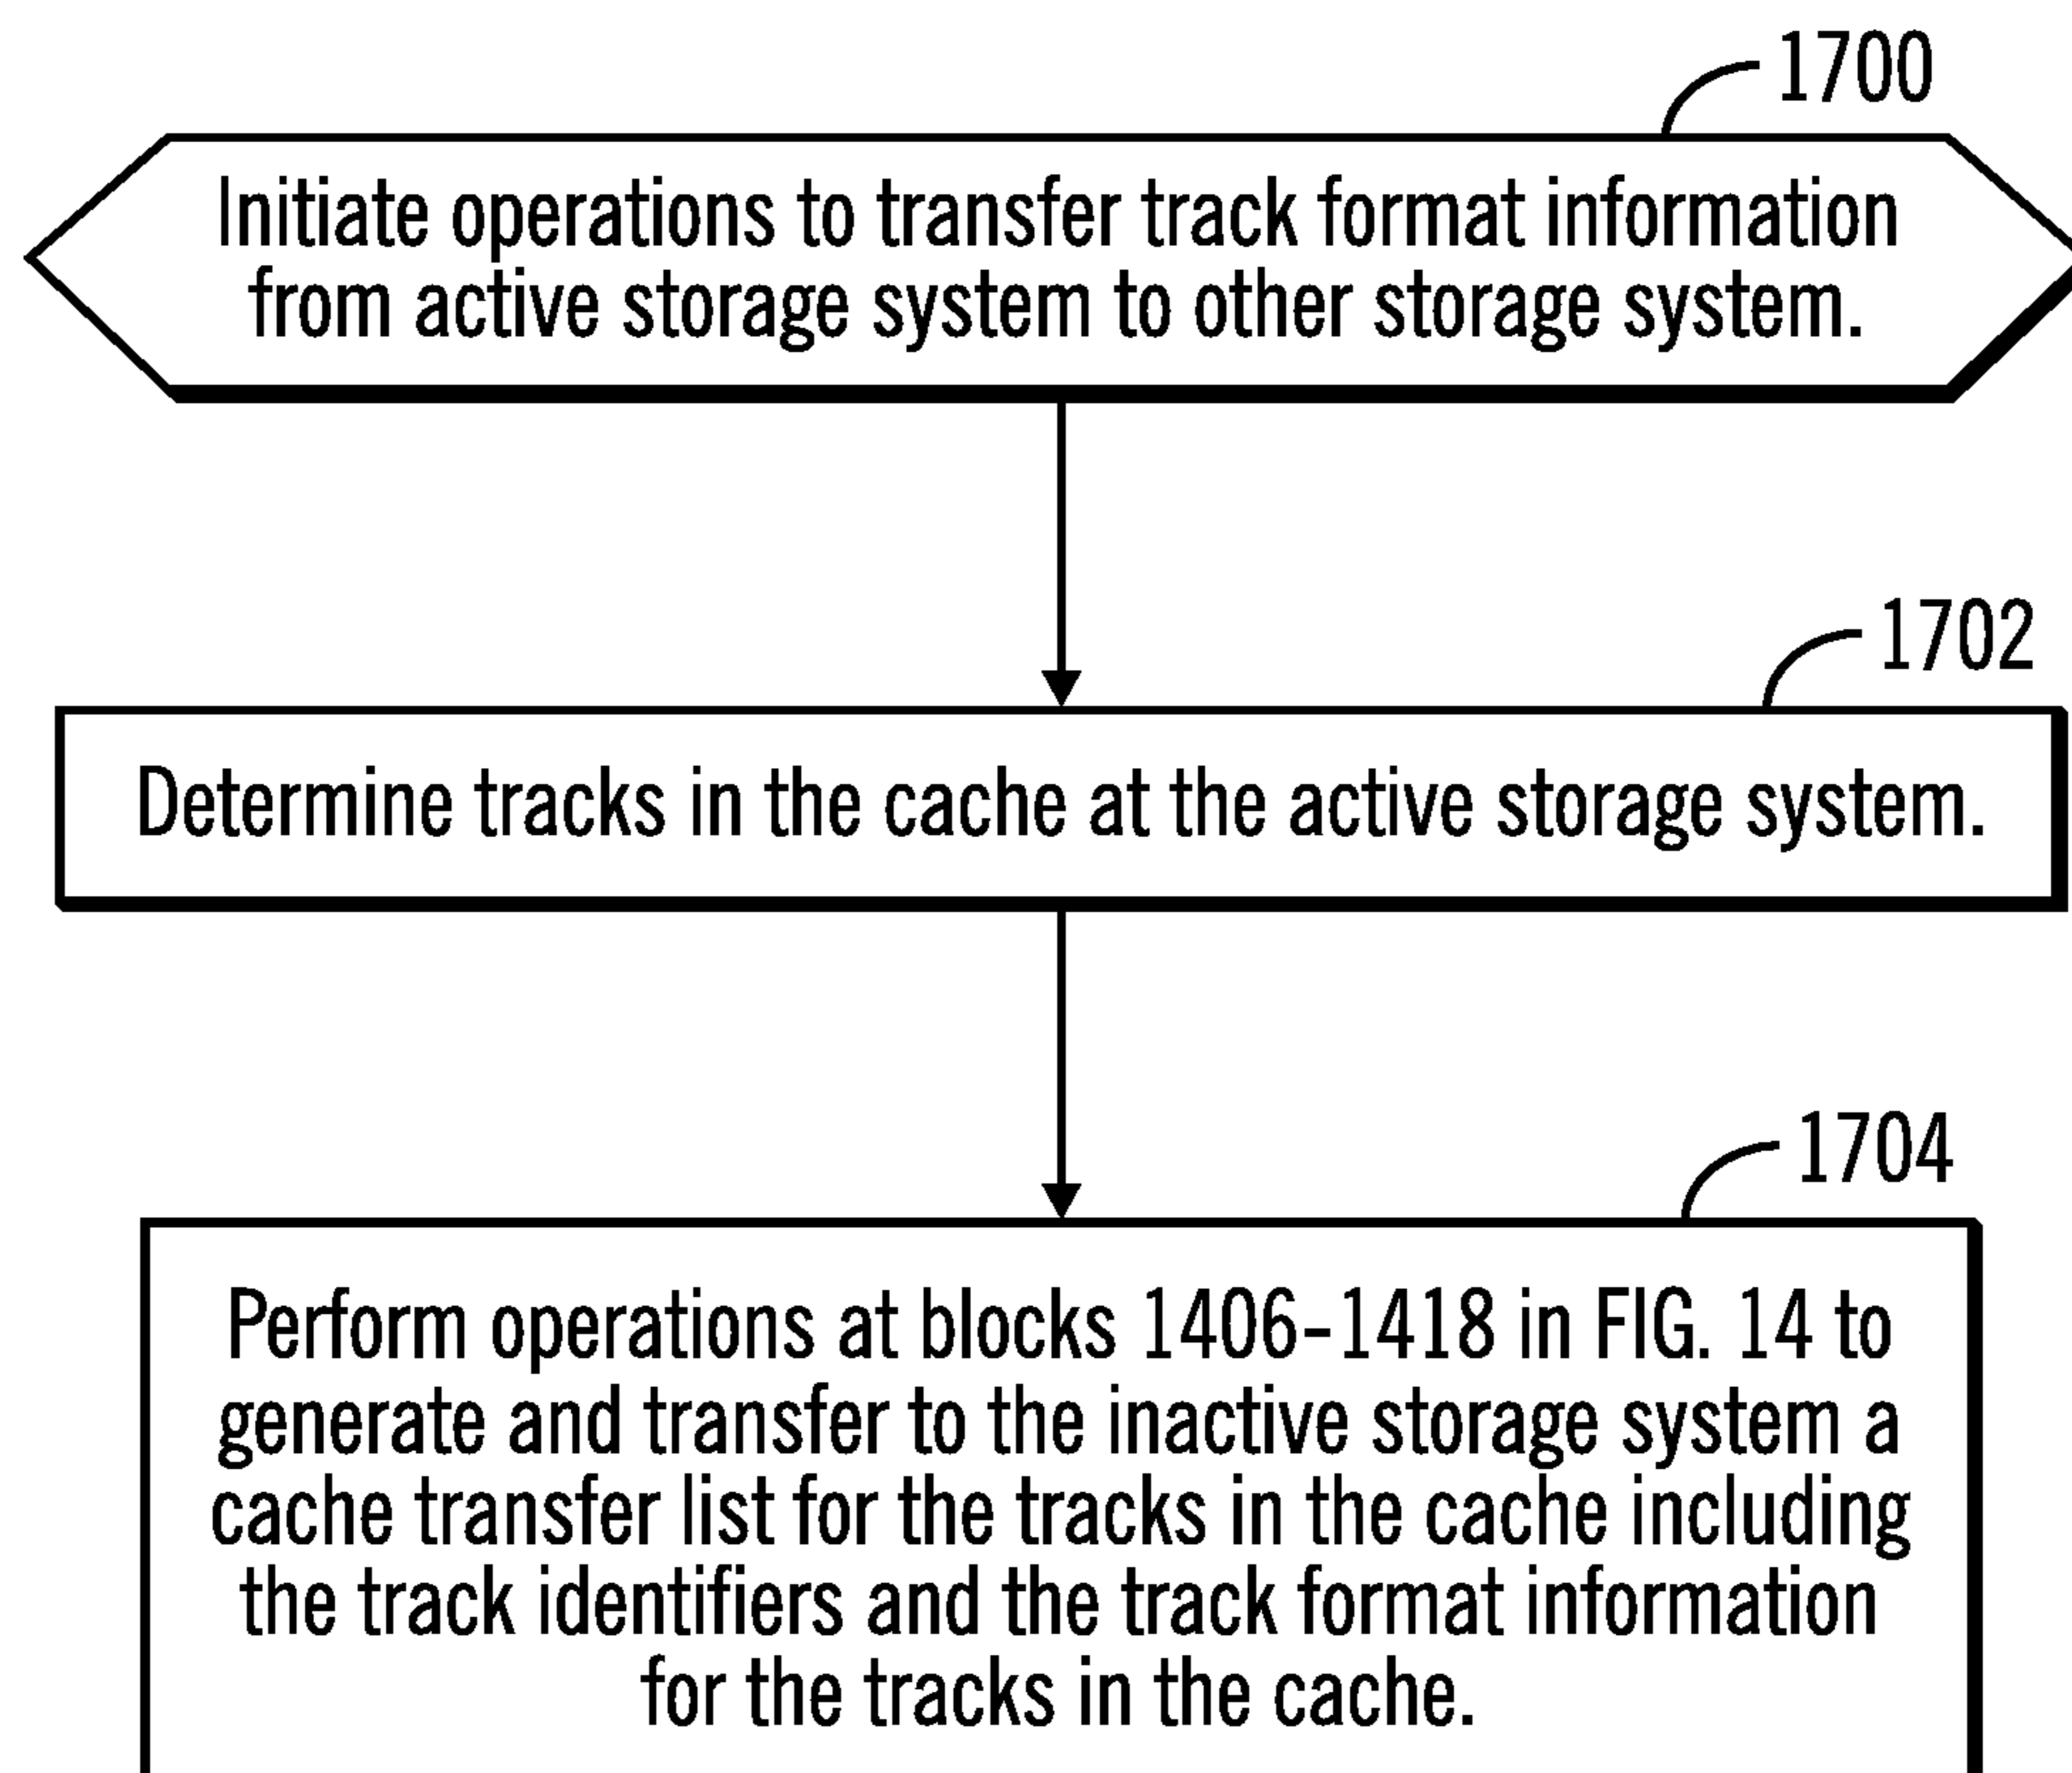 1700
Initiate operations to transfer track format information
from active storage system to other storage system.
1702
Determine tracks in the cache at the active storage system.
1704
Perform operations at blocks 1406-1418 in FIG. 14 to
generate and transfer to the inactive storage system a
cache transfer list for the tracks in the cache including
the track identifiers and the track format information
for the tracks in the cache.